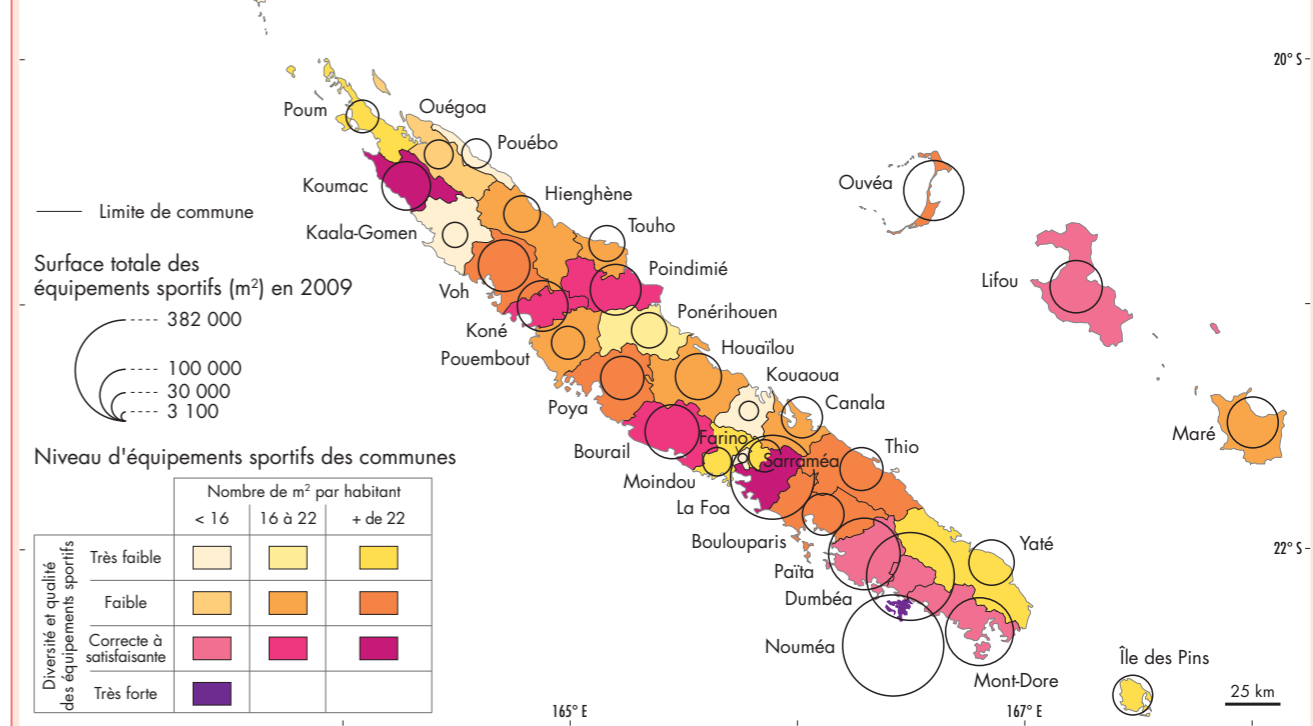 20° S
Poum
Ouégoa
Pouébo
Koumac
Ouvéa
Hienghène
Limite de commune
Kaala-Gomen
Touho
Surface totale des
équipements sportifs (m²) en 2009
Poindimié
Lifou
Voh
382 000
Ponérihouen
Koné
Pouembout
Houaïlou
100 000
Kouaoua
30 000
Canala
Poya
3 100
Maré
Farino
Bourail
Thio
Niveau d'équipements sportifs des communes
Sarraméa
Moindou
La Foa
Nombre de m² par habitant
< 16
16 à 22
+ de 22
Boulouparis
22° S
Yaté
Païta
Diversité et qualité
des équipements sportifs
Très faible
Faible
Dumbéa
Correcte à
satisfaisante
Nouméa
Île des Pins
Mont-Dore
Très forte
25 km
165° E
167° E